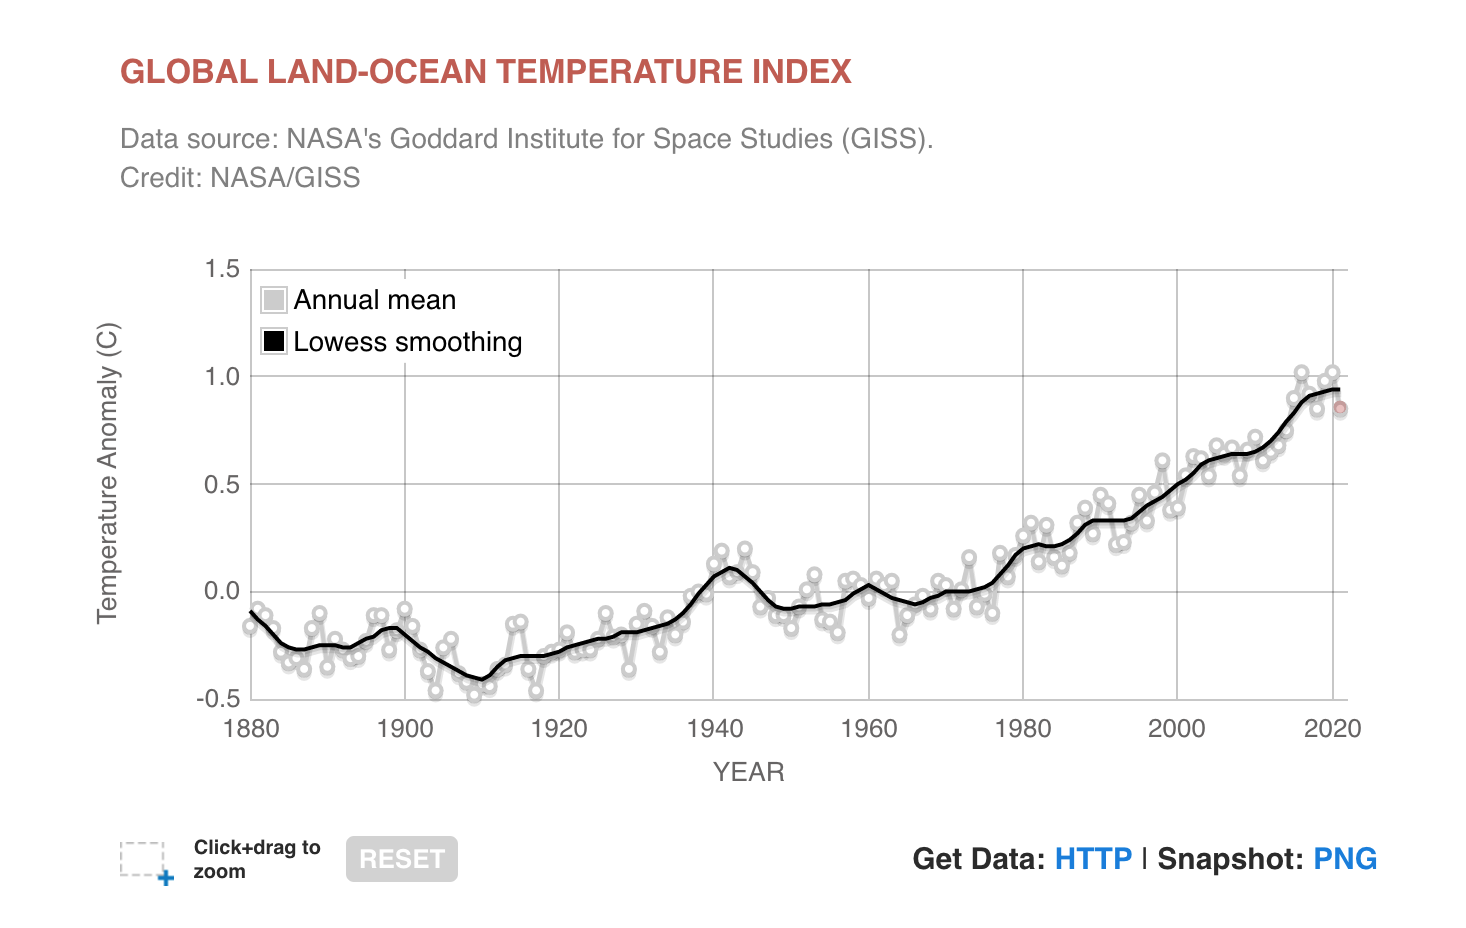 GLOBAL LAND-OCEAN TEMPERATURE INDEX
Data source: NASA's Goddard Institute for Space Studies (GISS).
Credit: NASA/GISS
Temperature Anomaly (C)
1.5
1.0
0.5
0.0
-0.5
Annual mean
Lowess smoothing
1880 1900 1920 1940 1960 1980 2000 2020
YEAR
Click+drag to
zoom
RESET
Get Data: HTTP | Snapshot: PNG